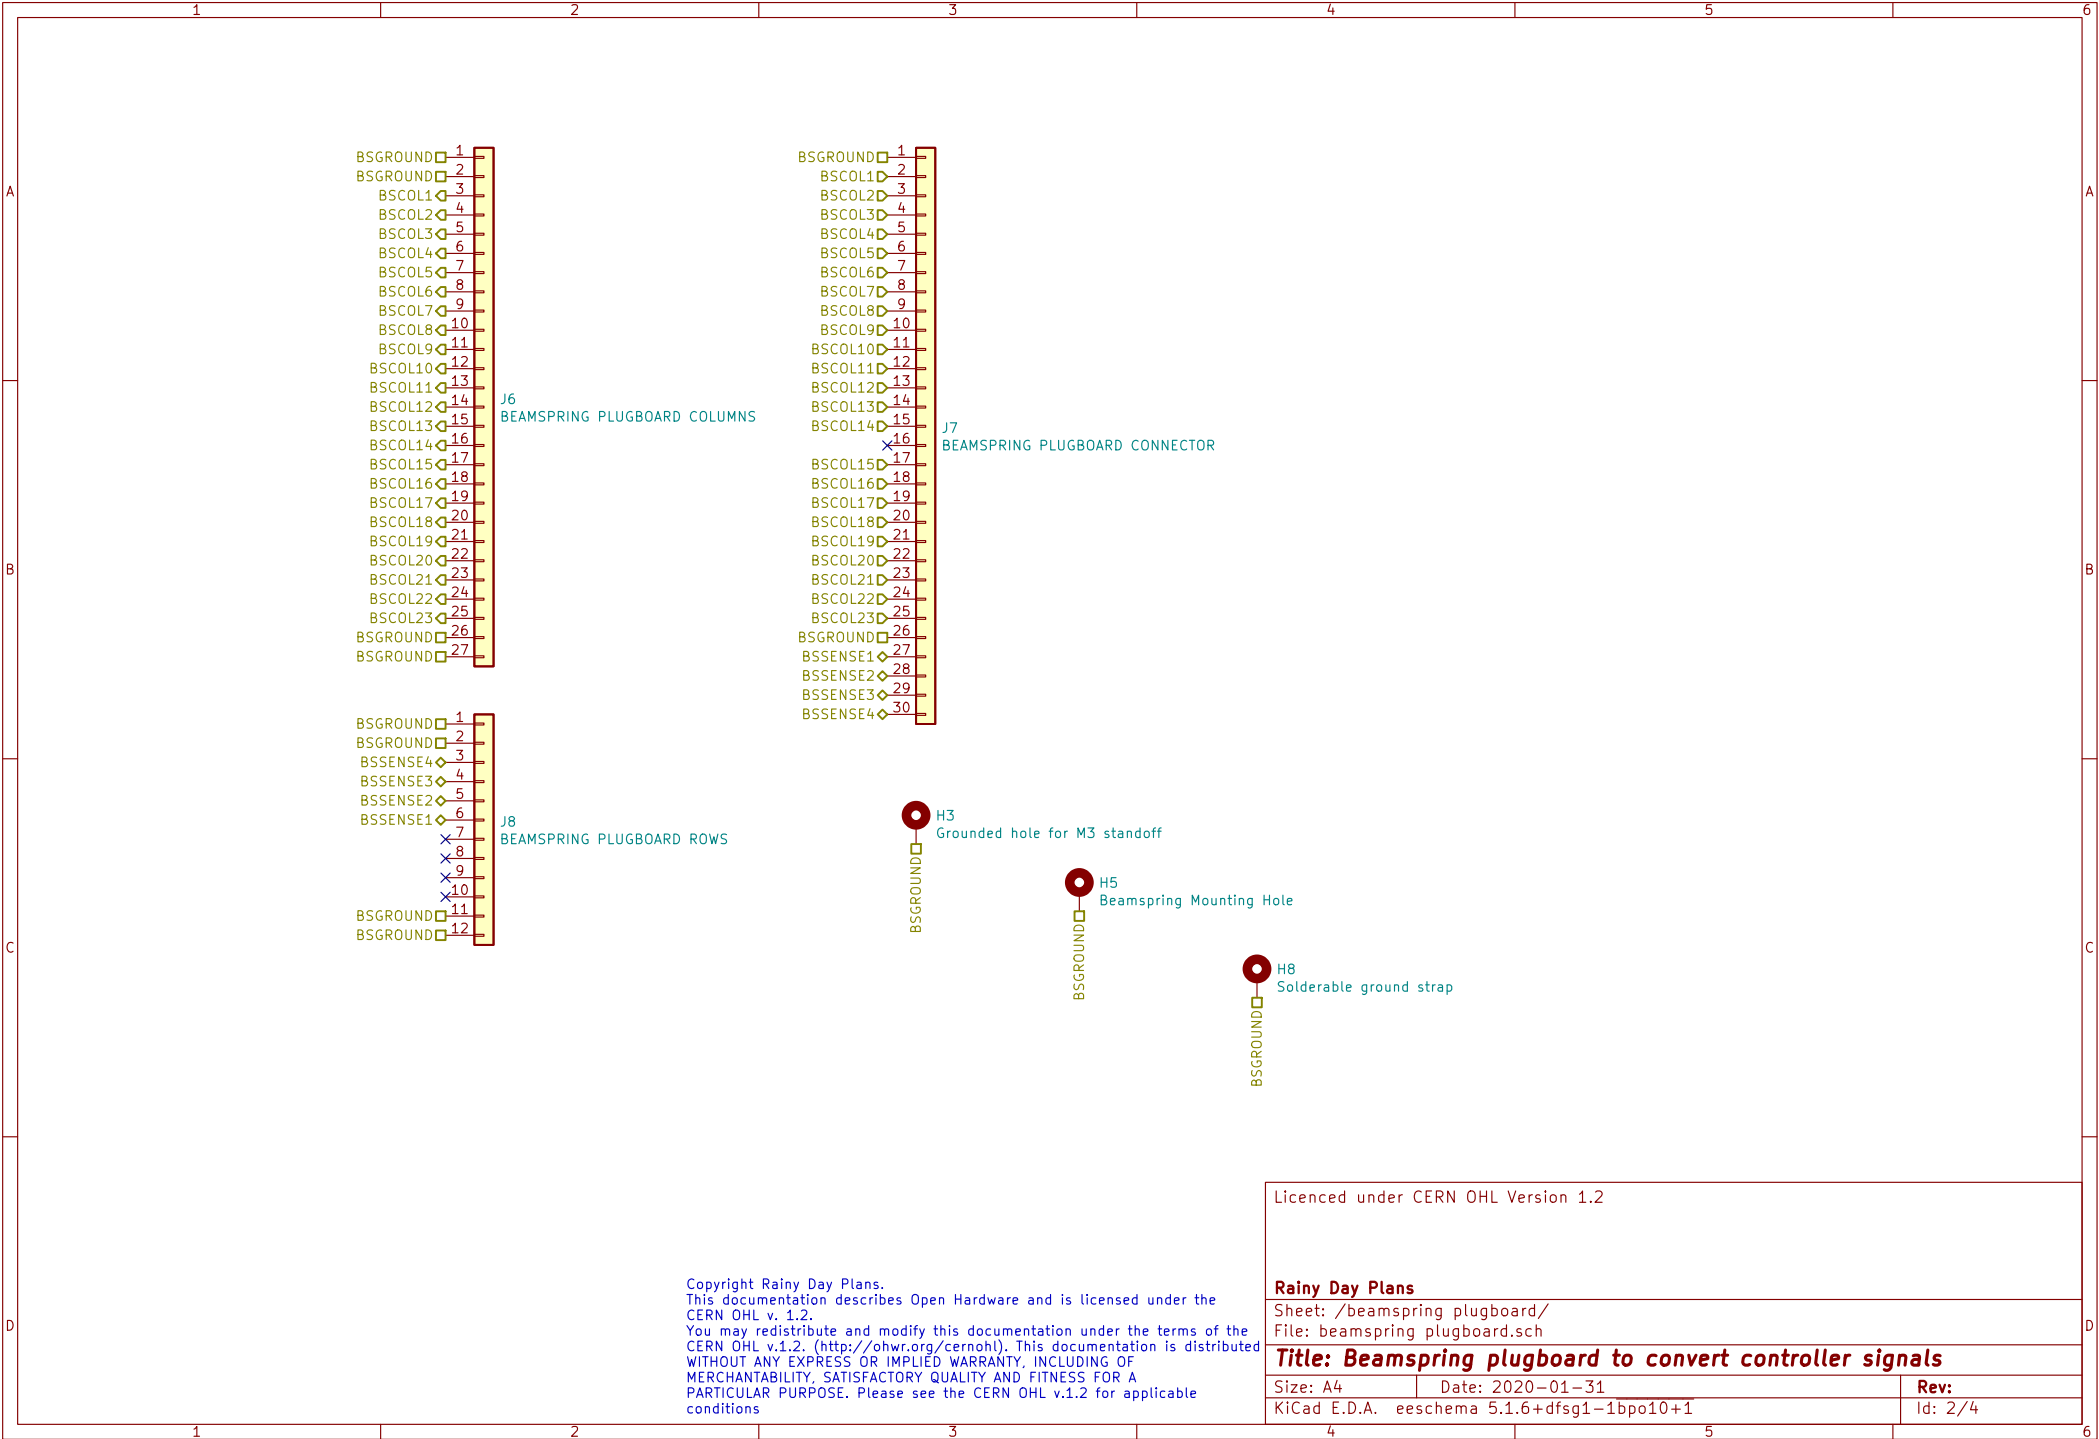 1 2 3 4 5 6
A A
B B
C C
D D
BSGROUND 1
BSGROUND 2
BSCOL1 3
BSCOL2 4
BSCOL3 5
BSCOL4 6
BSCOL5 7
BSCOL6 8
BSCOL7 9
BSCOL8 10
BSCOL9 11
BSCOL10 12
BSCOL11 13
BSCOL12 14
BSCOL13 15
BSCOL14 16
BSCOL15 17
BSCOL16 18
BSCOL17 19
BSCOL18 20
BSCOL19 21
BSCOL20 22
BSCOL21 23
BSCOL22 24
BSCOL23 25
BSGROUND 26
BSGROUND 27
J6
BEAMSPRING PLUGBOARD COLUMNS
BSGROUND 1
BSCOL1 2
BSCOL2 3
BSCOL3 4
BSCOL4 5
BSCOL5 6
BSCOL6 7
BSCOL7 8
BSCOL8 9
BSCOL9 10
BSCOL10 11
BSCOL11 12
BSCOL12 13
BSCOL13 14
BSCOL14 15
16
BSCOL15 17
BSCOL16 18
BSCOL17 19
BSCOL18 20
BSCOL19 21
BSCOL20 22
BSCOL21 23
BSCOL22 24
BSCOL23 25
BSGROUND 26
BSSENSE1 27
BSSENSE2 28
BSSENSE3 29
BSSENSE4 30
J7
BEAMSPRING PLUGBOARD CONNECTOR
BSGROUND 1
BSGROUND 2
BSSENSE4 3
BSSENSE3 4
BSSENSE2 5
BSSENSE1 6
7
8
9
10
BSGROUND 11
BSGROUND 12
J8
BEAMSPRING PLUGBOARD ROWS
H3
Grounded hole for M3 standoff
BSGROUND
H5
Beamspring Mounting Hole
BSGROUND
H8
Solderable ground strap
BSGROUND
Copyright Rainy Day Plans.
This documentation describes Open Hardware and is licensed under the
CERN OHL v. 1.2.
You may redistribute and modify this documentation under the terms of the
CERN OHL v.1.2. (http://ohwr.org/cernohl). This documentation is distributed
WITHOUT ANY EXPRESS OR IMPLIED WARRANTY, INCLUDING OF
MERCHANTABILITY, SATISFACTORY QUALITY AND FITNESS FOR A
PARTICULAR PURPOSE. Please see the CERN OHL v.1.2 for applicable
conditions
Licenced under CERN OHL Version 1.2
Rainy Day Plans
Sheet: /beamspring plugboard/
File: beamspring plugboard.sch
Title: Beamspring plugboard to convert controller signals
Size: A4 Date: 2020-01-31 Rev:
KiCad E.D.A. eeschema 5.1.6+dfsg1-1bpo10+1 Id: 2/4
1 2 3 4 5 6